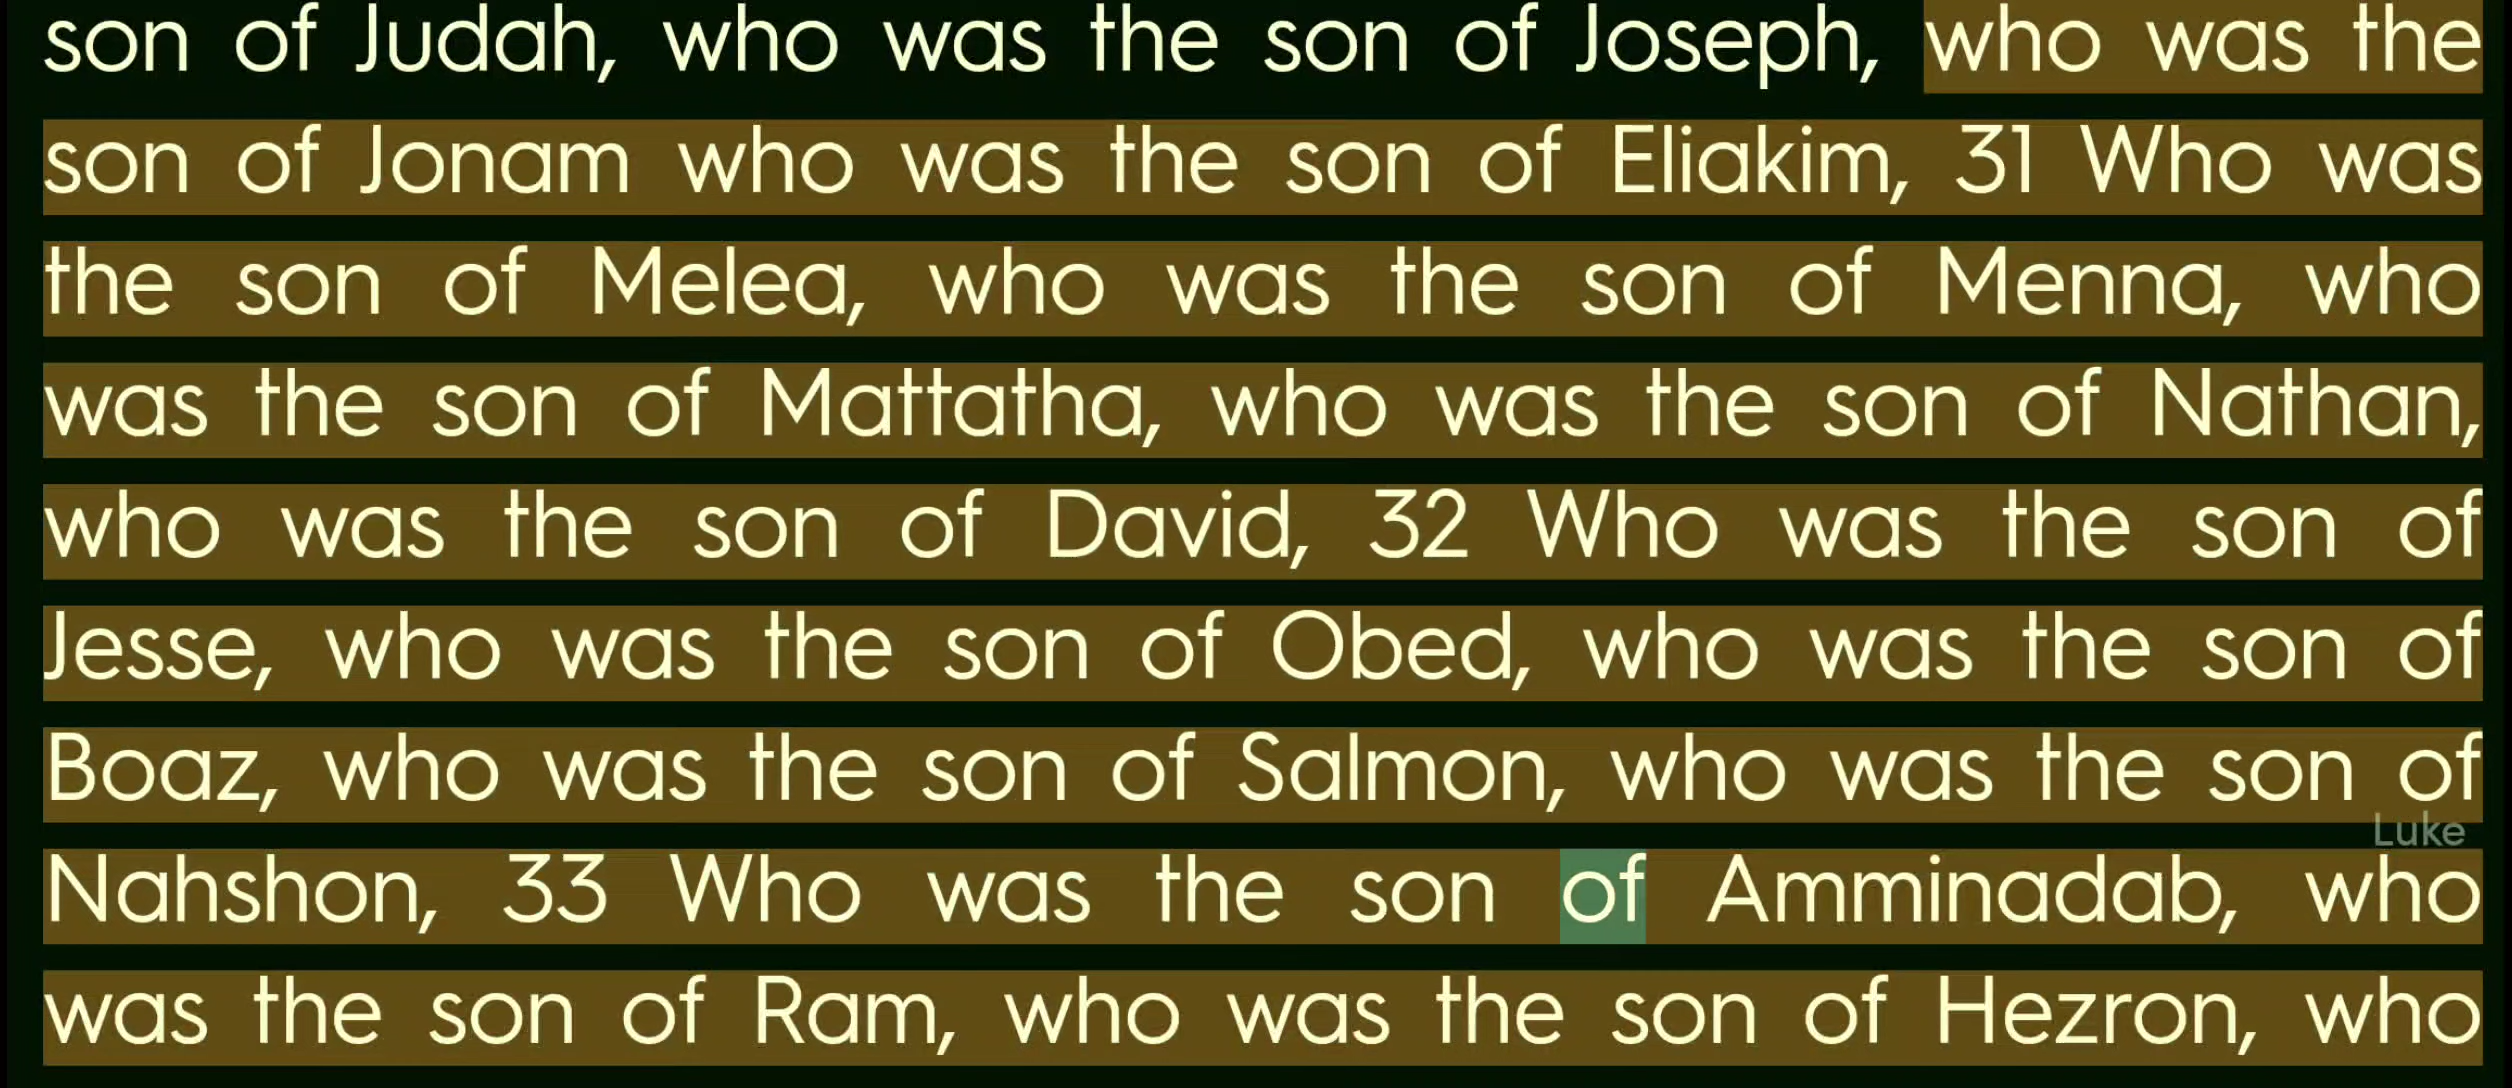 son of Judah, who was the son of Joseph, who was the
son of Jonam who was the son of Eliakim, 31 Who was
the son of Melea, who was the son of Menna, who
was the son of Mattatha, who was the son of Nathan,
who was the son of David, 32 Who was the son of
Jesse, who was the son of Obed, who was the son of
Boaz, who was the son of Salmon, who was the son of
Luke
Nahshon, 33 Who was the son of Amminadab, who
was the son of Ram, who was the son of Hezron, who